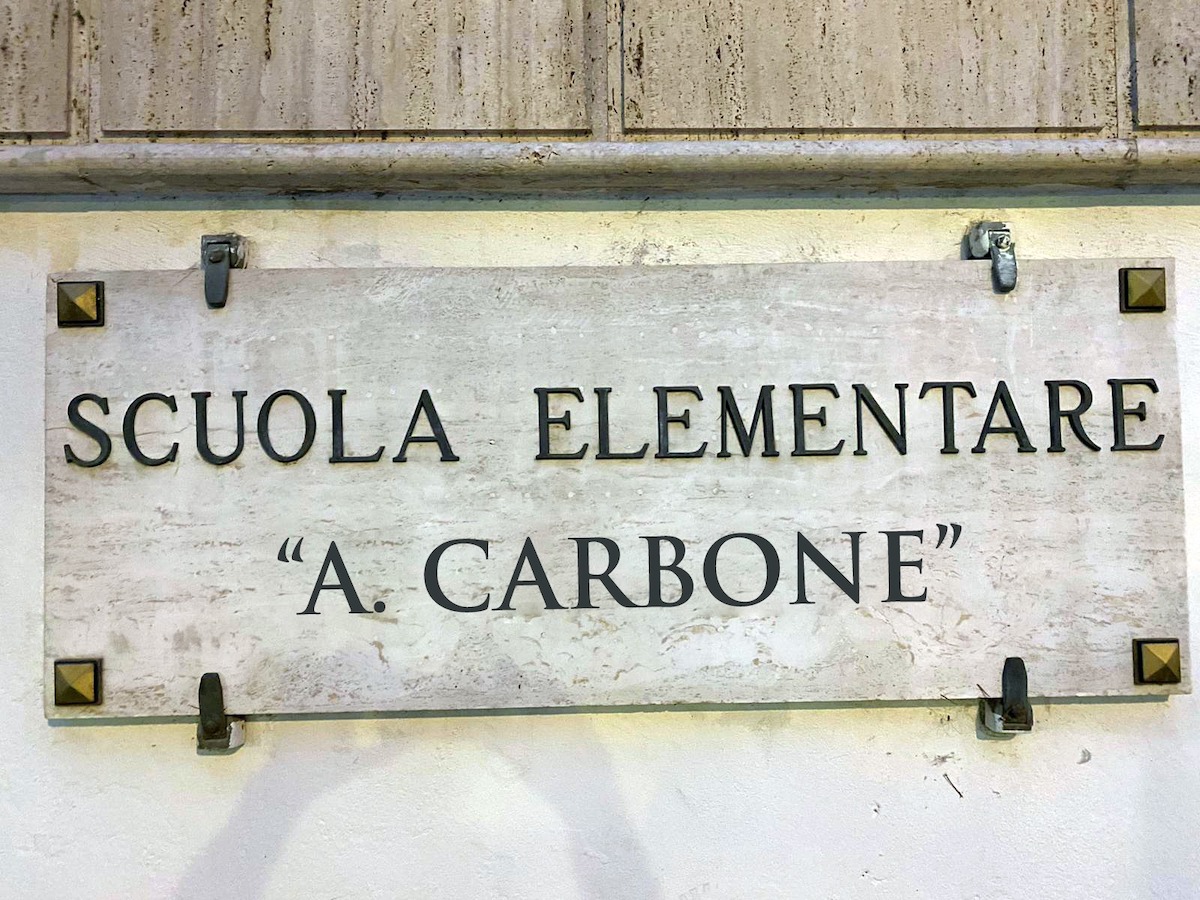 SCUOLA ELEMENTARE
“A. CARBONE”